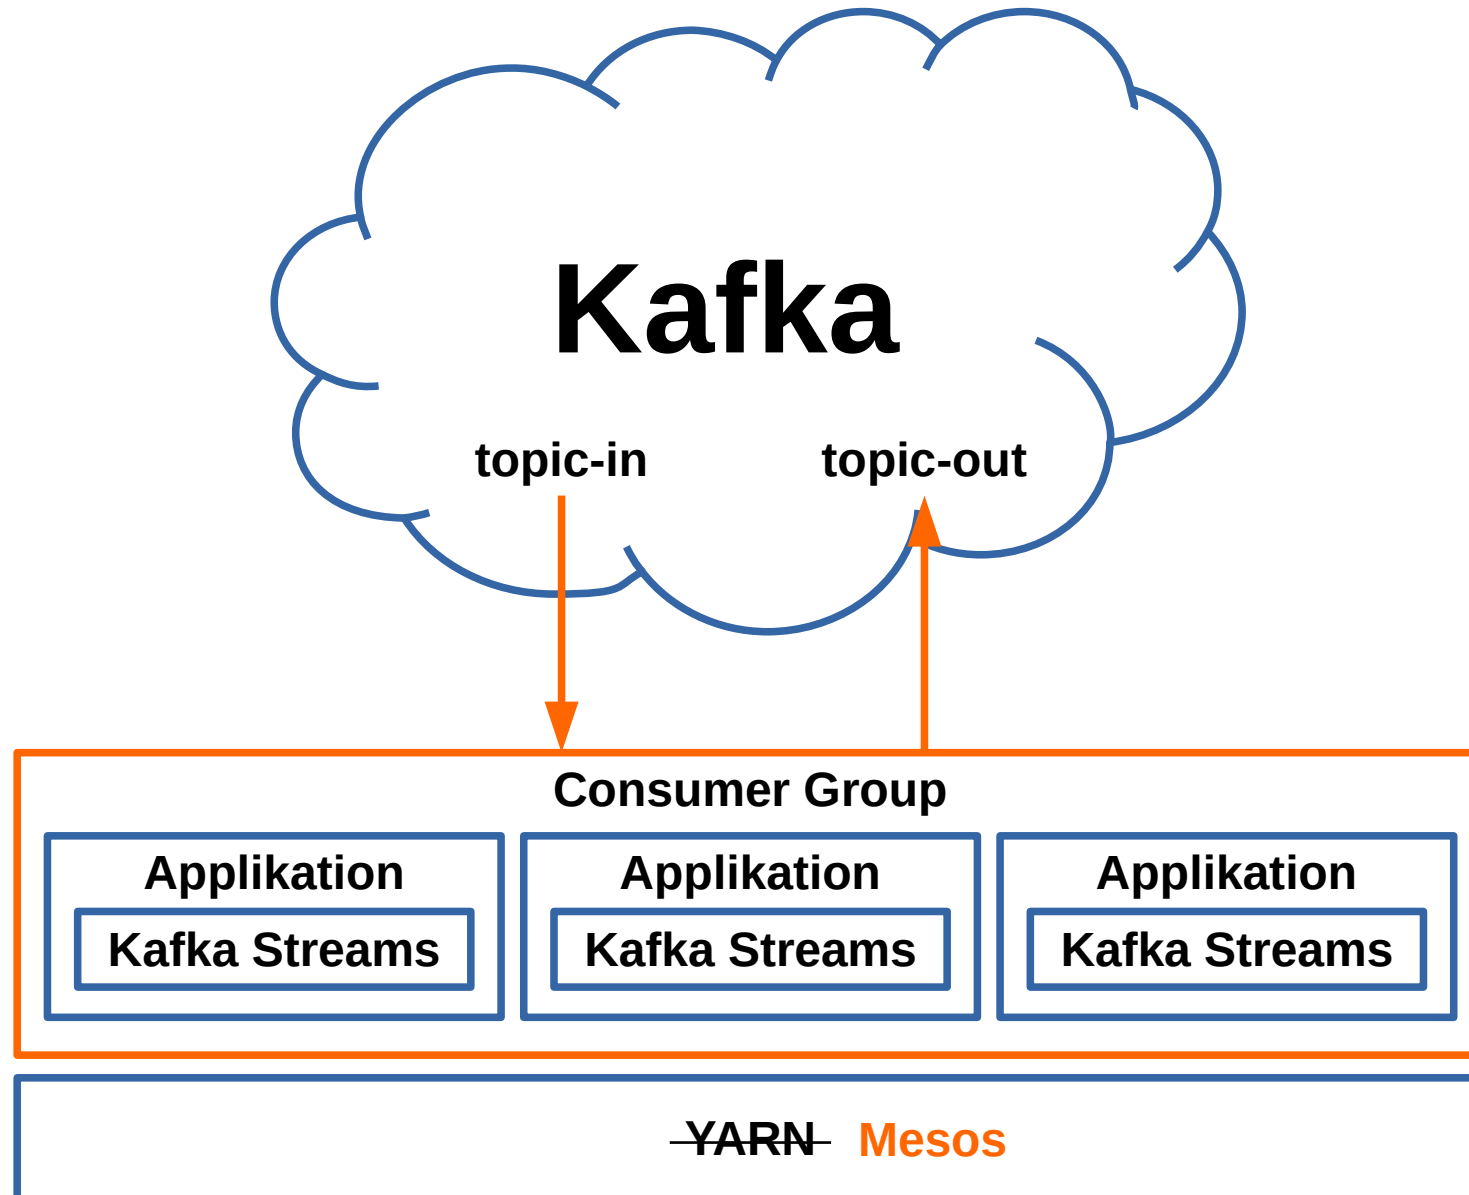 Kafka
topic-in topic-out
Consumer Group
Applikation Applikation Applikation
Kafka Streams Kafka Streams Kafka Streams
YARN Mesos